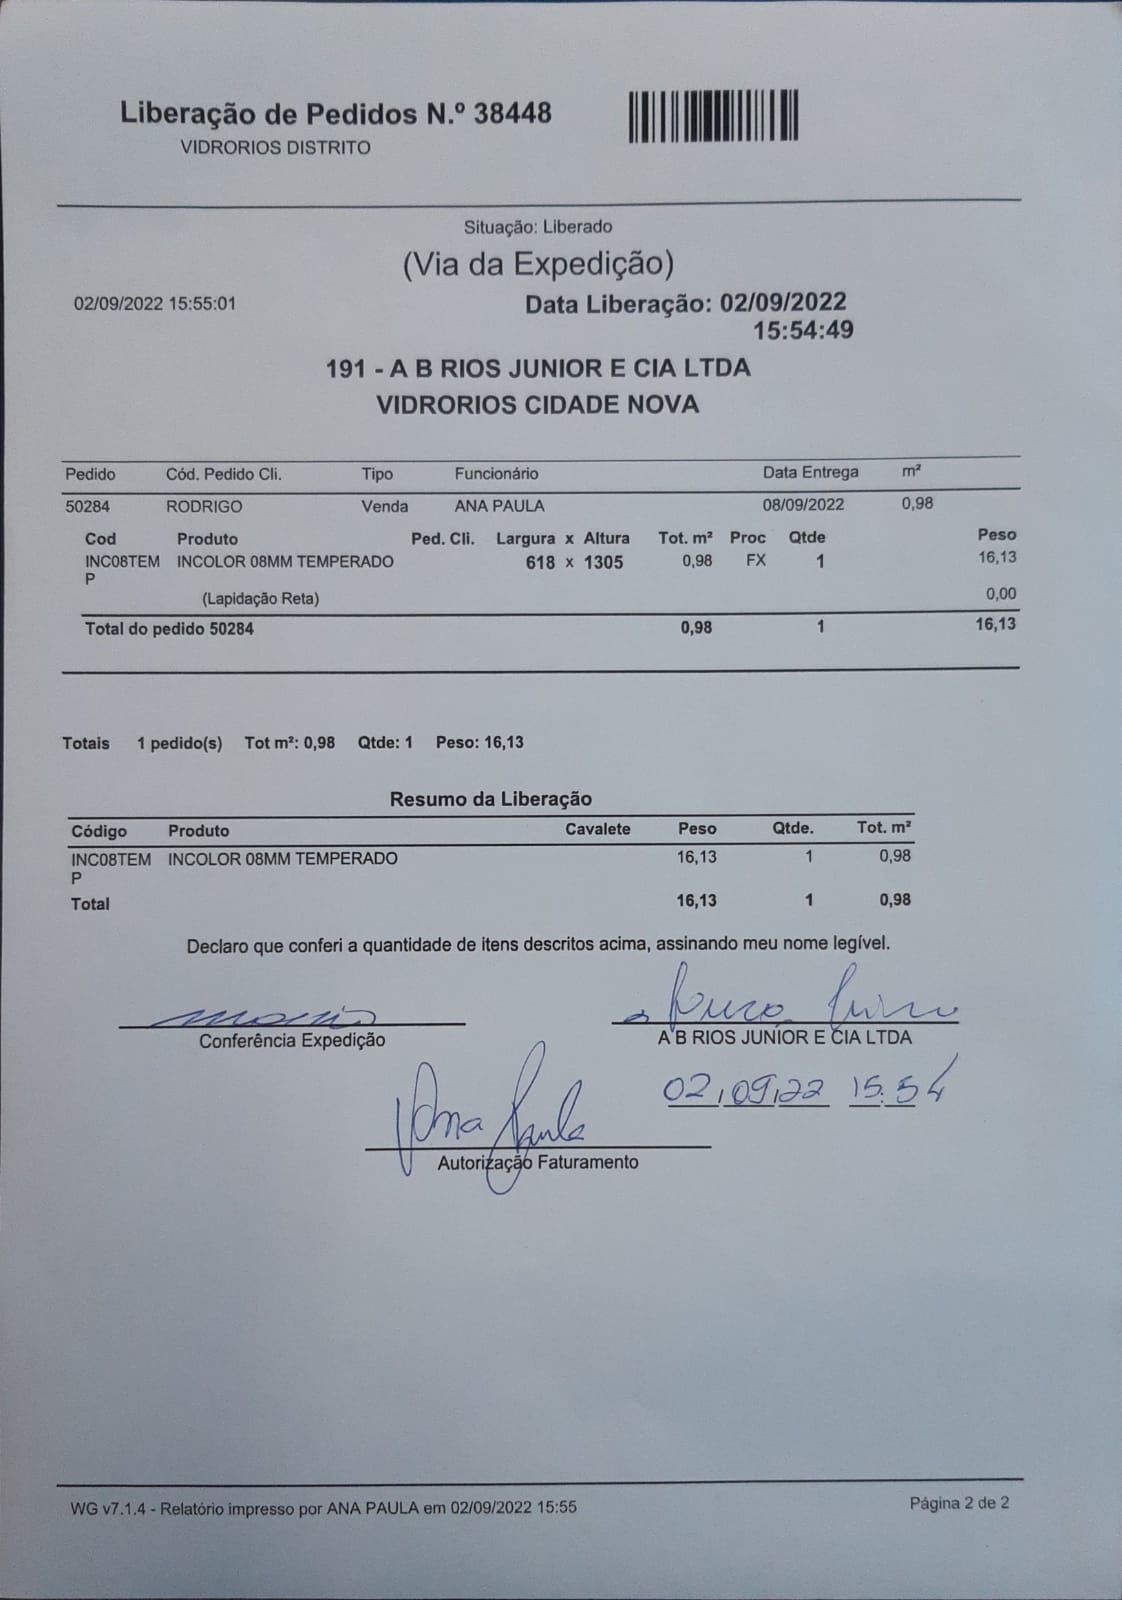 Liberação de Pedidos N.º 38448
VIDRORIOS DISTRITO
Situação: Liberado
(Via da Expedição)
02/09/2022 15:55:01 Data Liberação: 02/09/2022
15:54:49
191 - A B RIOS JUNIOR E CIA LTDA
VIDRORIOS CIDADE NOVA
Pedido Cód. Pedido Cli. Tipo Funcionário Data Entrega m²
50284 RODRIGO Venda ANA PAULA 08/09/2022 0,98
Cod Produto Ped. Cli. Largura x Altura Tot. m² Proc Qtde Peso
INC08TEM INCOLOR 08MM TEMPERADO 618 x 1305 0,98 FX 1 16,13
P
(Lapidação Reta) 0,00
Total do pedido 50284 0,98 1 16,13
Totais 1 pedido(s) Tot m²: 0,98 Qtde: 1 Peso: 16,13
Resumo da Liberação
Código Produto Cavalete Peso Qtde. Tot. m²
INC08TEM INCOLOR 08MM TEMPERADO 16,13 1 0,98
P
Total 16,13 1 0,98
Declaro que conferi a quantidade de itens descritos acima, assinando meu nome legível.
Conferência Expedição A B RIOS JUNIOR E CIA LTDA
02/09/22 15:54
Ana Paula
Autorização Faturamento
WG v7.1.4 - Relatório impresso por ANA PAULA em 02/09/2022 15:55 Página 2 de 2